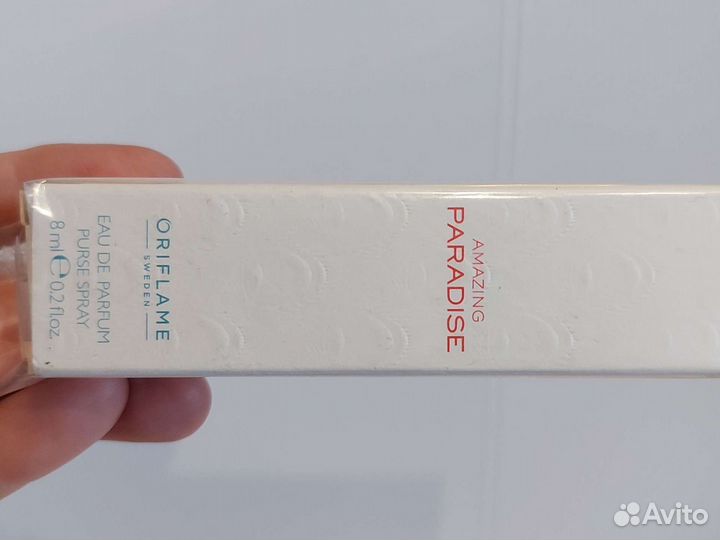 AMAZING
PARADISE
ORIFLAME
SWEDEN
EAU DE PARFUM
PURSE SPRAY
8 ml ℮ 0.2 fl.oz.
Avito